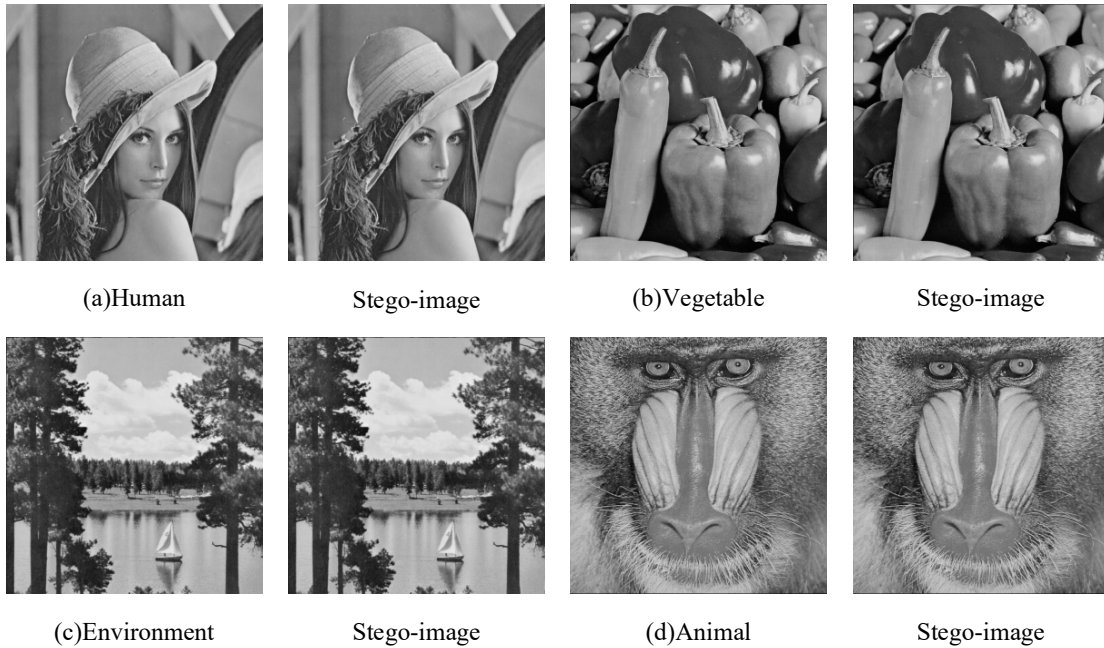 (a)Human
Stego-image
(b)Vegetable
Stego-image
(c)Environment
Stego-image
(d)Animal
Stego-image